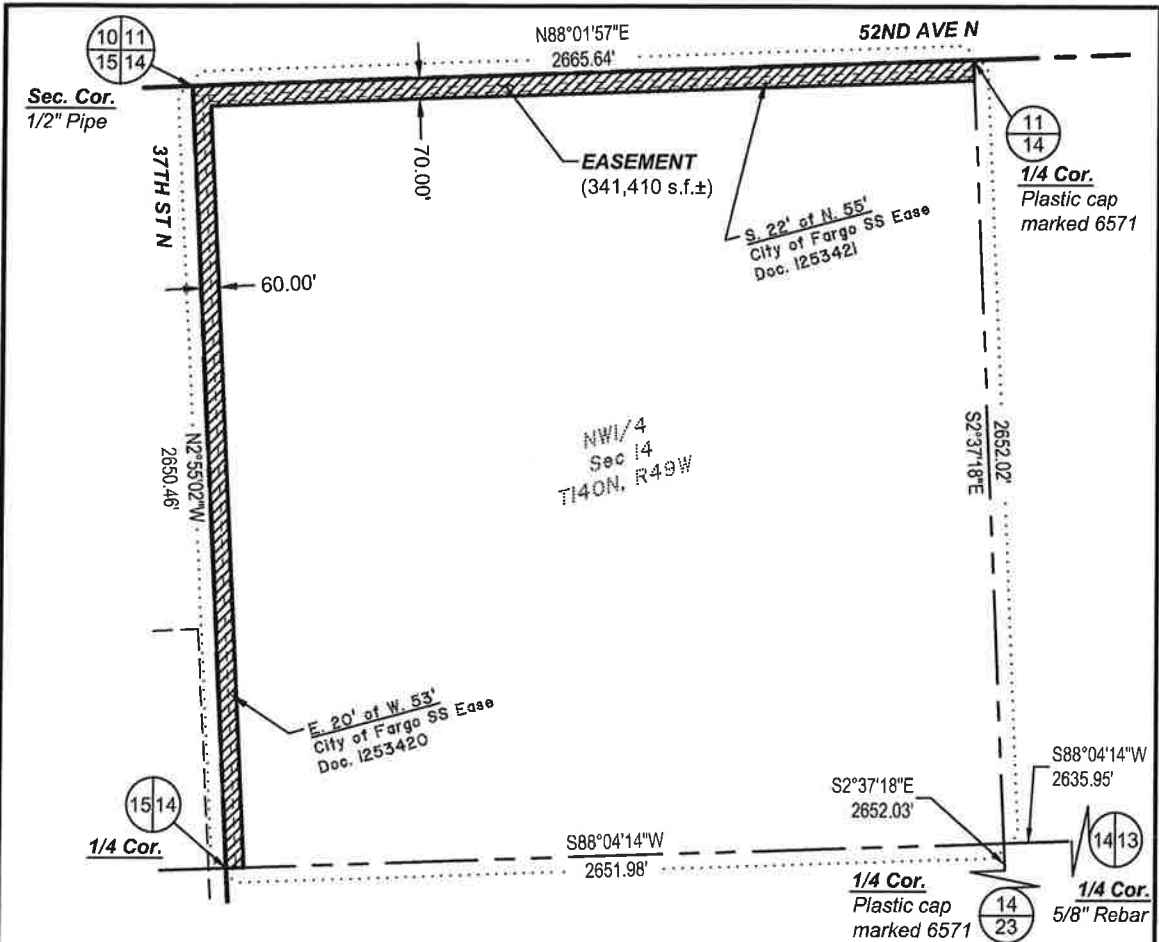 10 11
15 14
Sec. Cor.
1/2" Pipe
N88°01'57"E
2665.64'
52ND AVE N
11
14
1/4 Cor.
Plastic cap
marked 6571
37TH ST N
70.00'
EASEMENT
(341,410 s.f.±)
S. 22' of N. 55'
City of Fargo SS Ease
Doc. 1253421
60.00'
N2°55'02"W
2650.46'
NW1/4
Sec 14
T140N, R49W
2652.02'
S2°37'18"E
E. 20' of W. 53'
City of Fargo SS Ease
Doc. 1253420
15 14
1/4 Cor.
S88°04'14"W
2651.98'
S2°37'18"E
2652.03'
S88°04'14"W
2635.95'
14 13
1/4 Cor.
5/8" Rebar
1/4 Cor.
Plastic cap
marked 6571
14
23